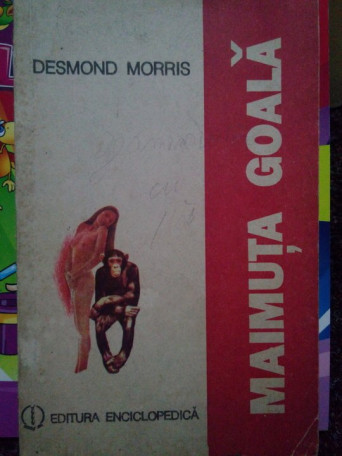 DESMOND MORRIS
MAIMUȚA GOALĂ
EDITURA ENCICLOPEDICĂ